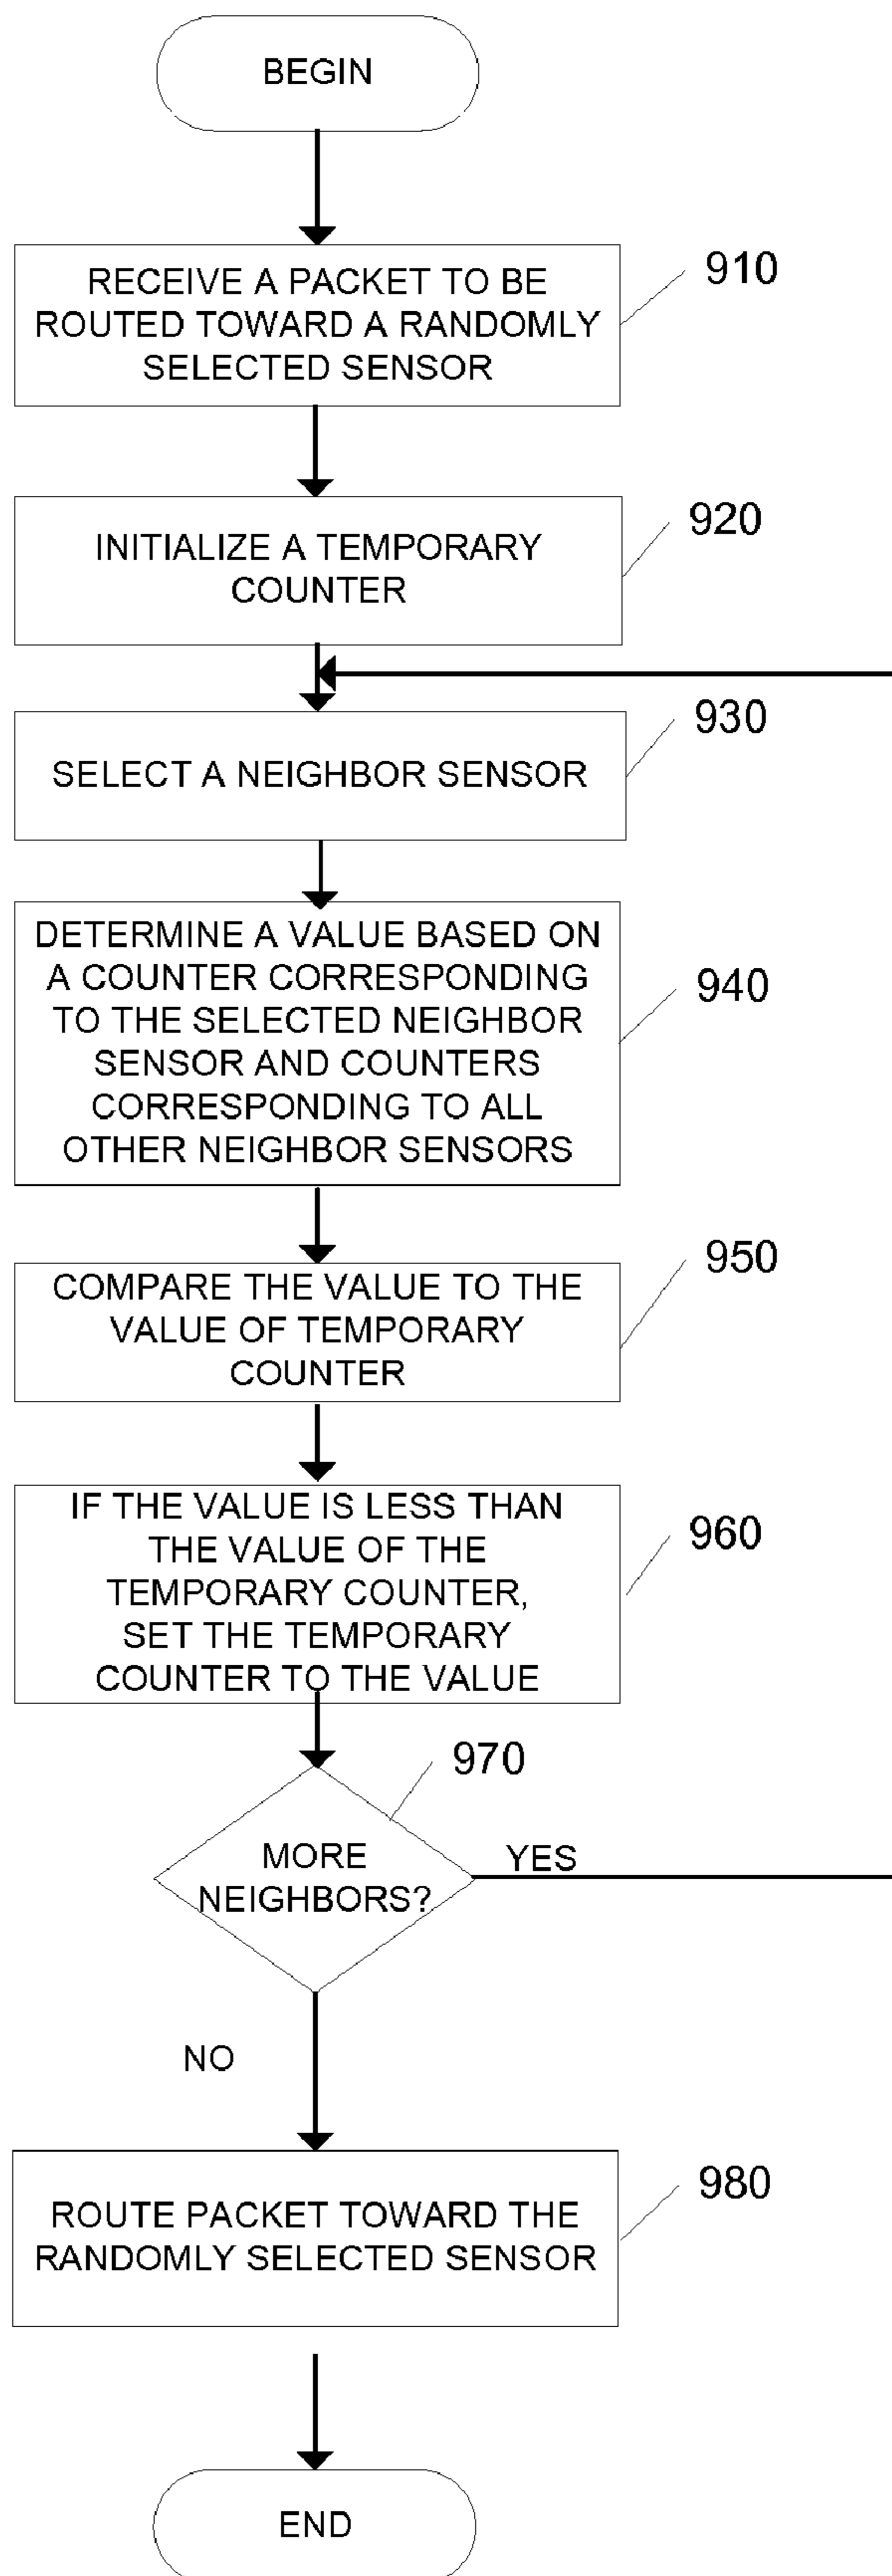 BEGIN
RECEIVE A PACKET TO BE
ROUTED TOWARD A RANDOMLY
SELECTED SENSOR
910
INITIALIZE A TEMPORARY
COUNTER
920
SELECT A NEIGHBOR SENSOR
930
DETERMINE A VALUE BASED ON
A COUNTER CORRESPONDING
TO THE SELECTED NEIGHBOR
SENSOR AND COUNTERS
CORRESPONDING TO ALL
OTHER NEIGHBOR SENSORS
940
COMPARE THE VALUE TO THE
VALUE OF TEMPORARY
COUNTER
950
IF THE VALUE IS LESS THAN
THE VALUE OF THE
TEMPORARY COUNTER,
SET THE TEMPORARY
COUNTER TO THE VALUE
960
970
MORE
NEIGHBORS?
YES
NO
ROUTE PACKET TOWARD THE
RANDOMLY SELECTED SENSOR
980
END